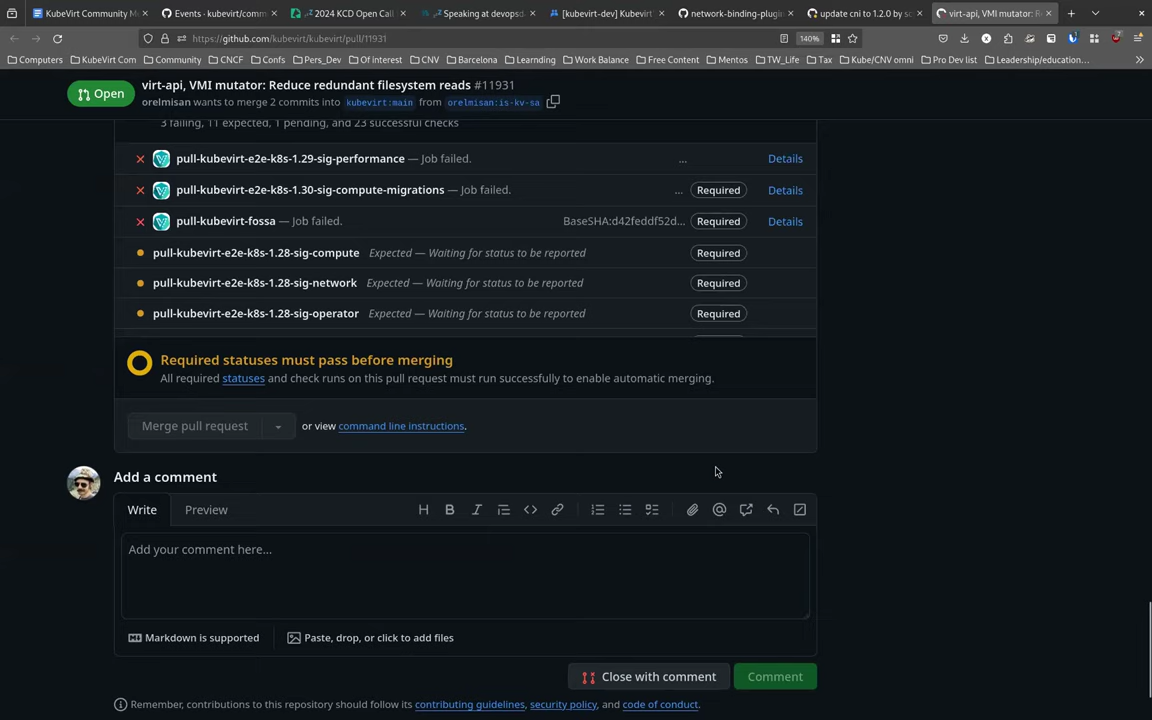 KubeVirt Community M
Events · kubevirt/comm
2024 KCD Open Call
Speaking at devopsd
[kubevirt-dev] KubeVirt
network-binding-plugin
update cni to 1.2.0 by sc
virt-api, VMI mutator: R
https://github.com/kubevirt/kubevirt/pull/11931
140%
Computers KubeVirt Com Community CNCF Confs Pers_Dev Of interest CNV Barcelona Learnding Work Balance Free Content Mentos TW_Life Tax Kube/CNV omni Pro Dev list Leadership/education...
Open
virt-api, VMI mutator: Reduce redundant filesystem reads #11931
orelmisan wants to merge 2 commits into kubevirt:main from orelmisan:is-kv-sa
3 failing, 11 expected, 1 pending, and 23 successful checks
pull-kubevirt-e2e-k8s-1.29-sig-performance — Job failed. ... Details
pull-kubevirt-e2e-k8s-1.30-sig-compute-migrations — Job failed. ... Required Details
pull-kubevirt-fossa — Job failed. BaseSHA:d42feddf52d... Required Details
pull-kubevirt-e2e-k8s-1.28-sig-compute Expected — Waiting for status to be reported Required
pull-kubevirt-e2e-k8s-1.28-sig-network Expected — Waiting for status to be reported Required
pull-kubevirt-e2e-k8s-1.28-sig-operator Expected — Waiting for status to be reported Required
Required statuses must pass before merging
All required statuses and check runs on this pull request must run successfully to enable automatic merging.
Merge pull request or view command line instructions.
Add a comment
Write Preview
Add your comment here...
Markdown is supported Paste, drop, or click to add files
Close with comment Comment
Remember, contributions to this repository should follow its contributing guidelines, security policy, and code of conduct.